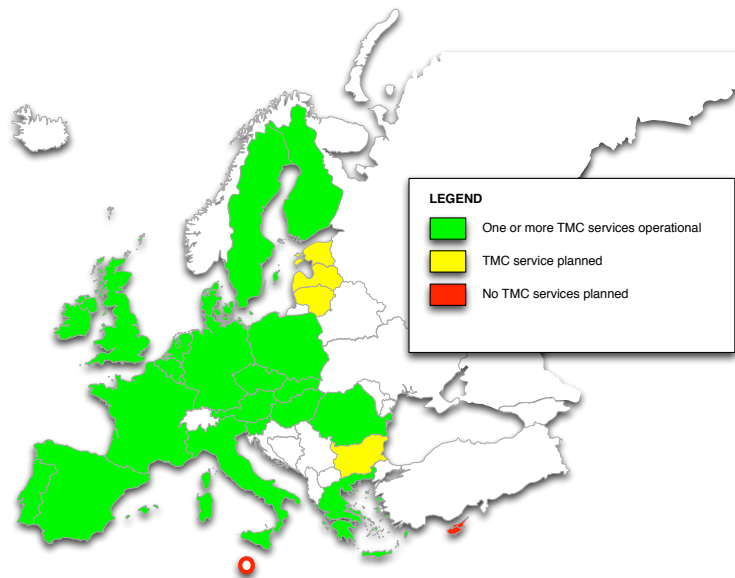 LEGEND
One or more TMC services operational
TMC service planned
No TMC services planned